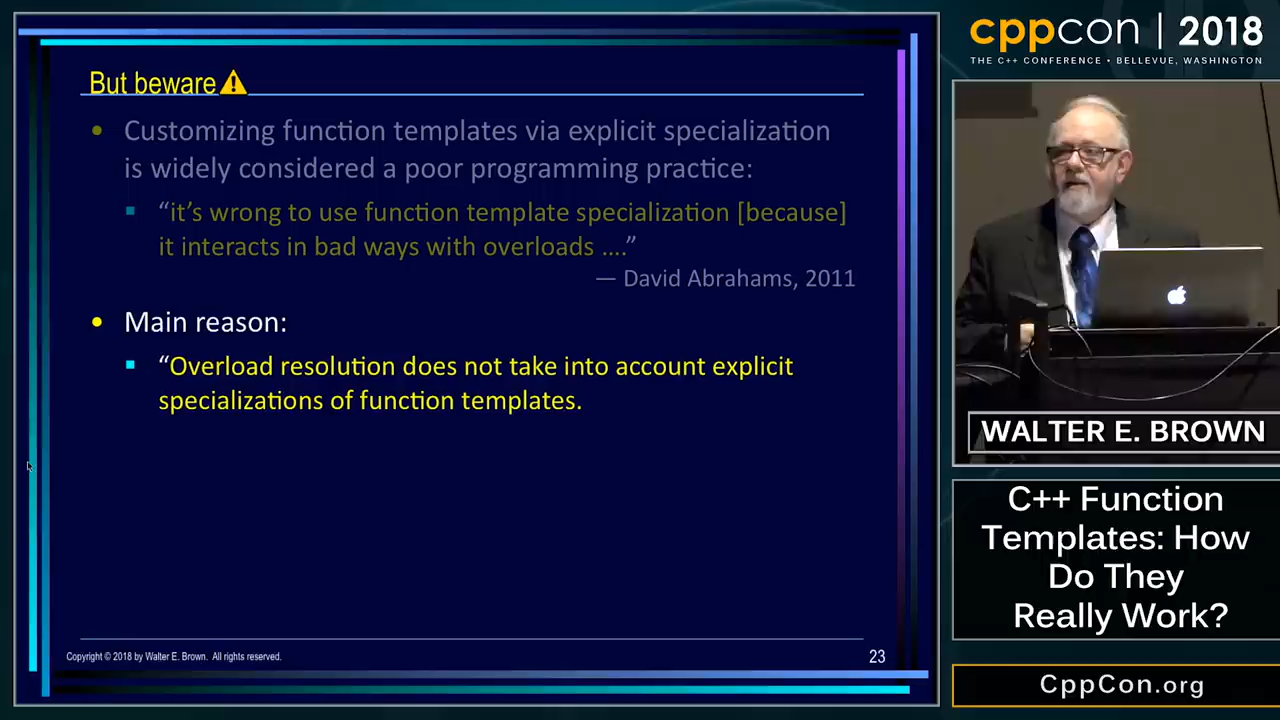 But beware
• Customizing function templates via explicit specialization
is widely considered a poor programming practice:
▪ “it’s wrong to use function template specialization [because]
it interacts in bad ways with overloads ….”
— David Abrahams, 2011
• Main reason:
▪ “Overload resolution does not take into account explicit
specializations of function templates.
Copyright © 2018 by Walter E. Brown. All rights reserved.
23
cppcon | 2018
THE C++ CONFERENCE • BELLEVUE, WASHINGTON
WALTER E. BROWN
C++ Function
Templates: How
Do They
Really Work?
CppCon.org